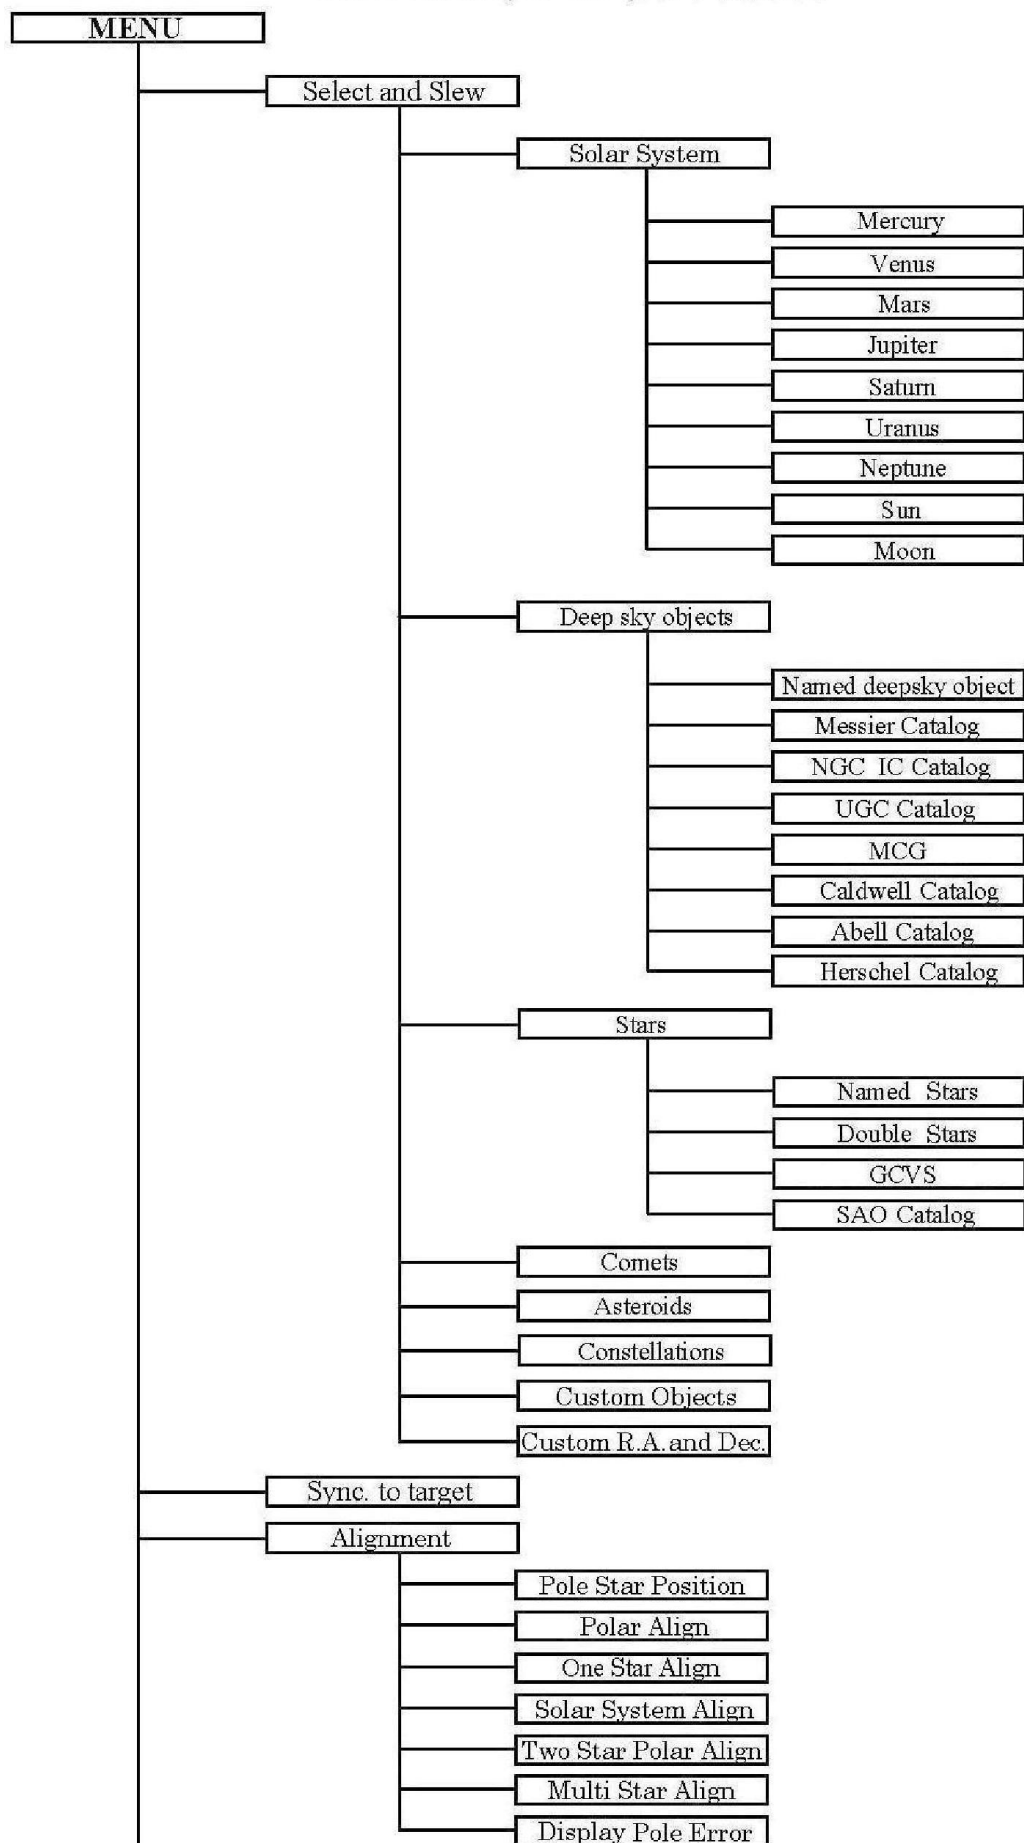 MENU
Select and Slew
Solar System
Mercury
Venus
Mars
Jupiter
Saturn
Uranus
Neptune
Sun
Moon
Deep sky objects
Named deepsky object
Messier Catalog
NGC IC Catalog
UGC Catalog
MCG
Caldwell Catalog
Abell Catalog
Herschel Catalog
Stars
Named Stars
Double Stars
GCVS
SAO Catalog
Comets
Asteroids
Constellations
Custom Objects
Custom R.A. and Dec.
Sync. to target
Alignment
Pole Star Position
Polar Align
One Star Align
Solar System Align
Two Star Polar Align
Multi Star Align
Display Pole Error